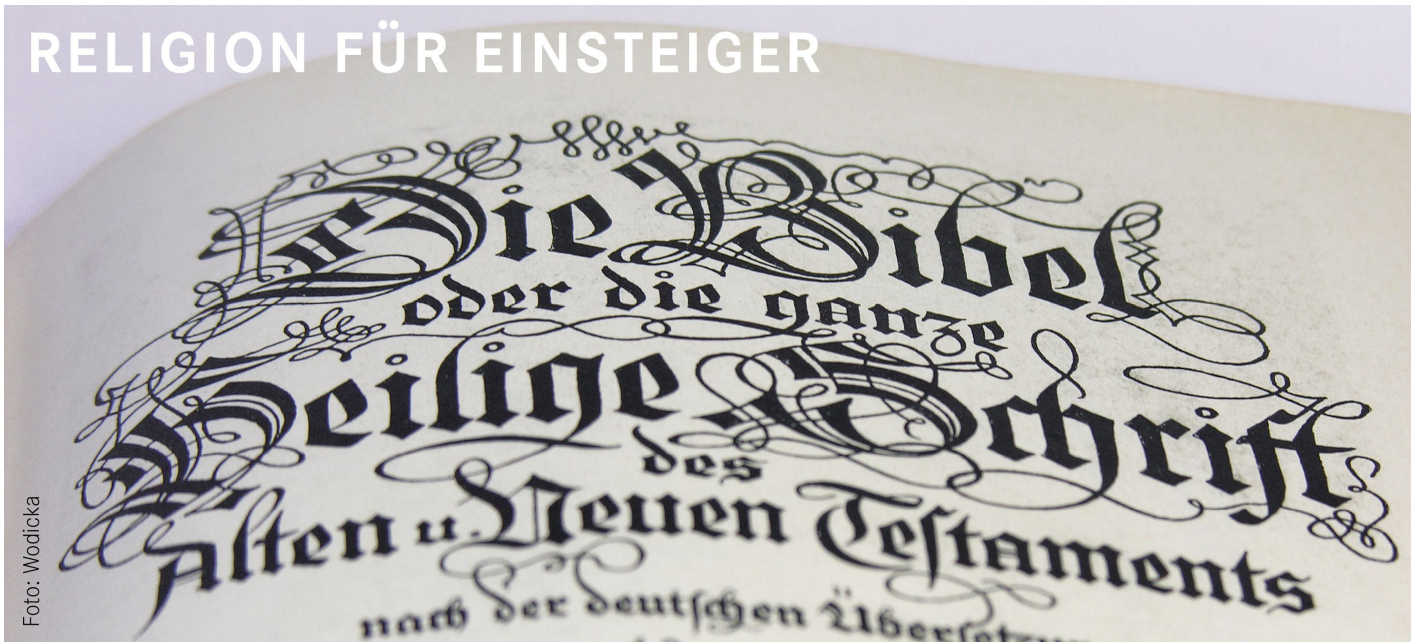 RELIGION FÜR EINSTEIGER
Die Bibel
oder die ganze
Heilige Schrift
des
Alten u. Neuen Testaments
nach der deutschen
Foto: Wodicka